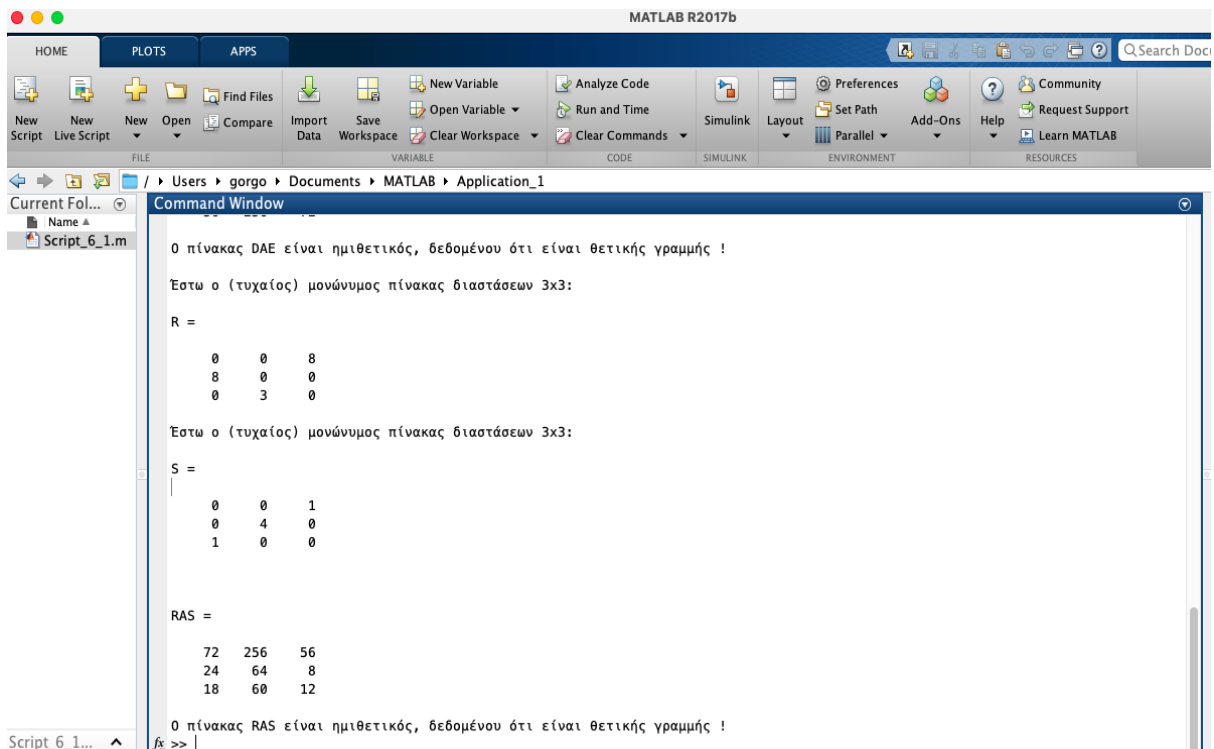 MATLAB R2017b
HOME PLOTS APPS
Search Doc
New Script
New Live Script
New
Open
Find Files
Compare
Import Data
Save Workspace
New Variable
Open Variable
Clear Workspace
Analyze Code
Run and Time
Clear Commands
Simulink
Layout
Preferences
Set Path
Parallel
Add-Ons
Help
Community
Request Support
Learn MATLAB
FILE VARIABLE CODE SIMULINK ENVIRONMENT RESOURCES
/ Users gorgo Documents MATLAB Application_1
Current Fol...
Name
Script_6_1.m
Command Window
Ο πίνακας DAE είναι ημιθετικός, δεδομένου ότι είναι θετικής γραμμής !
Έστω ο (τυχαίος) μονώνυμος πίνακας διαστάσεων 3x3:
R =
0 0 8
8 0 0
0 3 0
Έστω ο (τυχαίος) μονώνυμος πίνακας διαστάσεων 3x3:
S =
0 0 1
0 4 0
1 0 0
RAS =
72 256 56
24 64 8
18 60 12
Ο πίνακας RAS είναι ημιθετικός, δεδομένου ότι είναι θετικής γραμμής !
fx >>
Script_6_1...